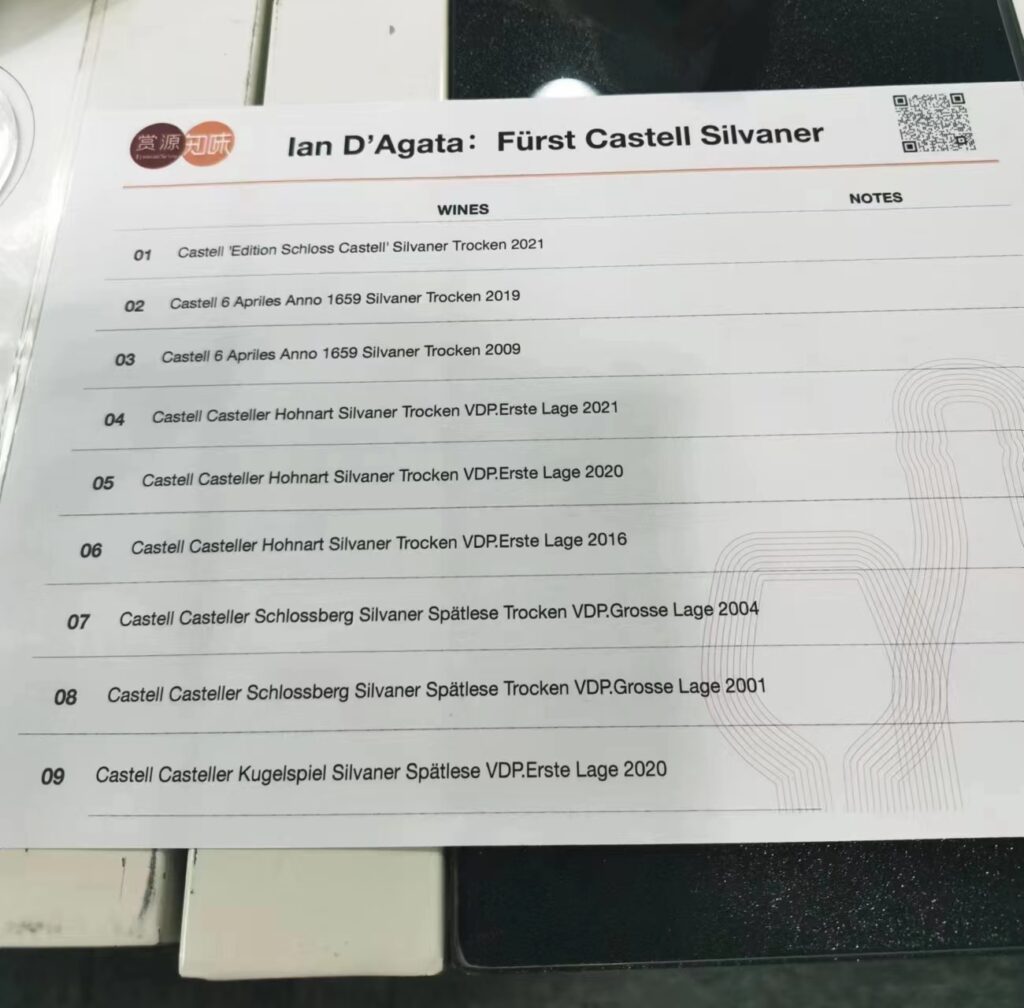 赏源知味
Ian D'Agata: Fürst Castell Silvaner
WINES NOTES
01 Castell 'Edition Schloss Castell' Silvaner Trocken 2021
02 Castell 6 Apriles Anno 1659 Silvaner Trocken 2019
03 Castell 6 Apriles Anno 1659 Silvaner Trocken 2009
04 Castell Casteller Hohnart Silvaner Trocken VDP.Erste Lage 2021
05 Castell Casteller Hohnart Silvaner Trocken VDP.Erste Lage 2020
06 Castell Casteller Hohnart Silvaner Trocken VDP.Erste Lage 2016
07 Castell Casteller Schlossberg Silvaner Spätlese Trocken VDP.Grosse Lage 2004
08 Castell Casteller Schlossberg Silvaner Spätlese Trocken VDP.Grosse Lage 2001
09 Castell Casteller Kugelspiel Silvaner Spätlese VDP.Erste Lage 2020